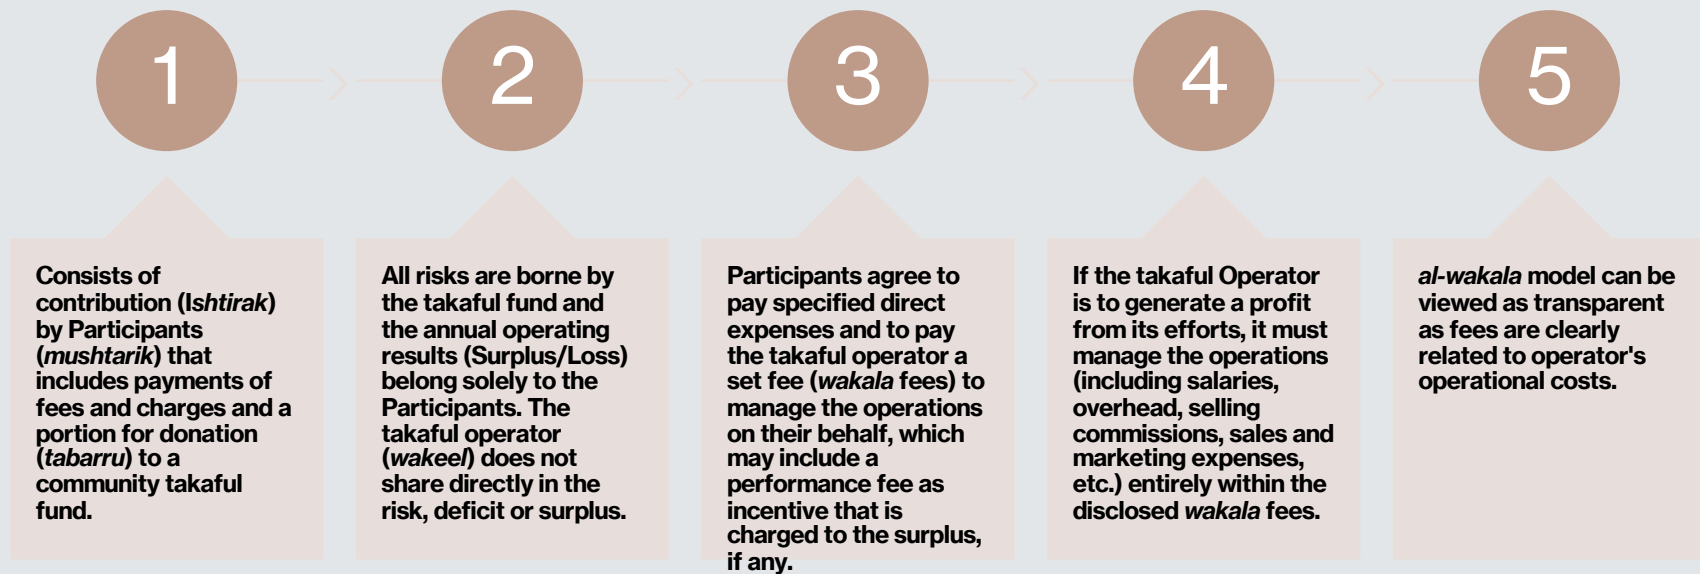 1
2
3
4
5
Consists of
contribution (Ishtirak)
by Participants
(mushtarik) that
includes payments of
fees and charges and a
portion for donation
(tabarru) to a
community takaful
fund.
All risks are borne by
the takaful fund and
the annual operating
results (Surplus/Loss)
belong solely to the
Participants. The
takaful operator
(wakeel) does not
share directly in the
risk, deficit or surplus.
Participants agree to
pay specified direct
expenses and to pay
the takaful operator a
set fee (wakala fees) to
manage the operations
on their behalf, which
may include a
performance fee as
incentive that is
charged to the surplus,
if any.
If the takaful Operator
is to generate a profit
from its efforts, it must
manage the operations
(including salaries,
overhead, selling
commissions, sales and
marketing expenses,
etc.) entirely within the
disclosed wakala fees.
al-wakala model can be
viewed as transparent
as fees are clearly
related to operator's
operational costs.